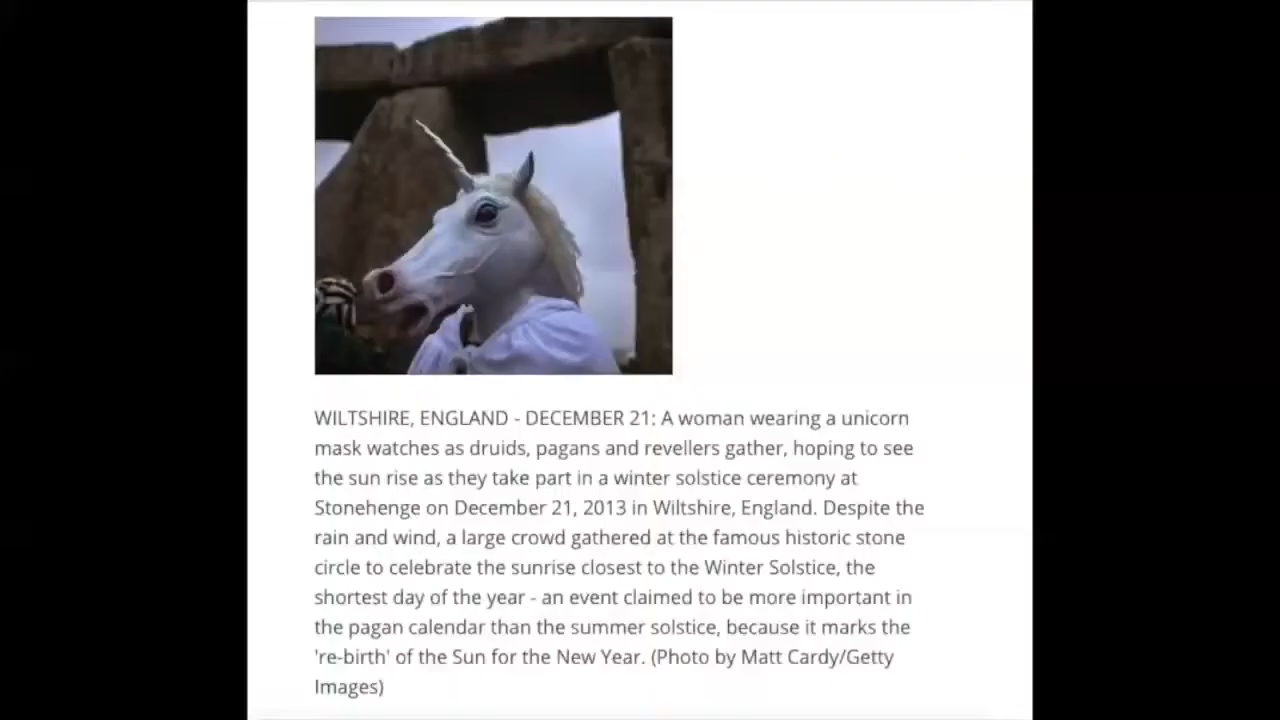 WILTSHIRE, ENGLAND - DECEMBER 21: A woman wearing a unicorn
mask watches as druids, pagans and revellers gather, hoping to see
the sun rise as they take part in a winter solstice ceremony at
Stonehenge on December 21, 2013 in Wiltshire, England. Despite the
rain and wind, a large crowd gathered at the famous historic stone
circle to celebrate the sunrise closest to the Winter Solstice, the
shortest day of the year - an event claimed to be more important in
the pagan calendar than the summer solstice, because it marks the
're-birth' of the Sun for the New Year. (Photo by Matt Cardy/Getty
Images)